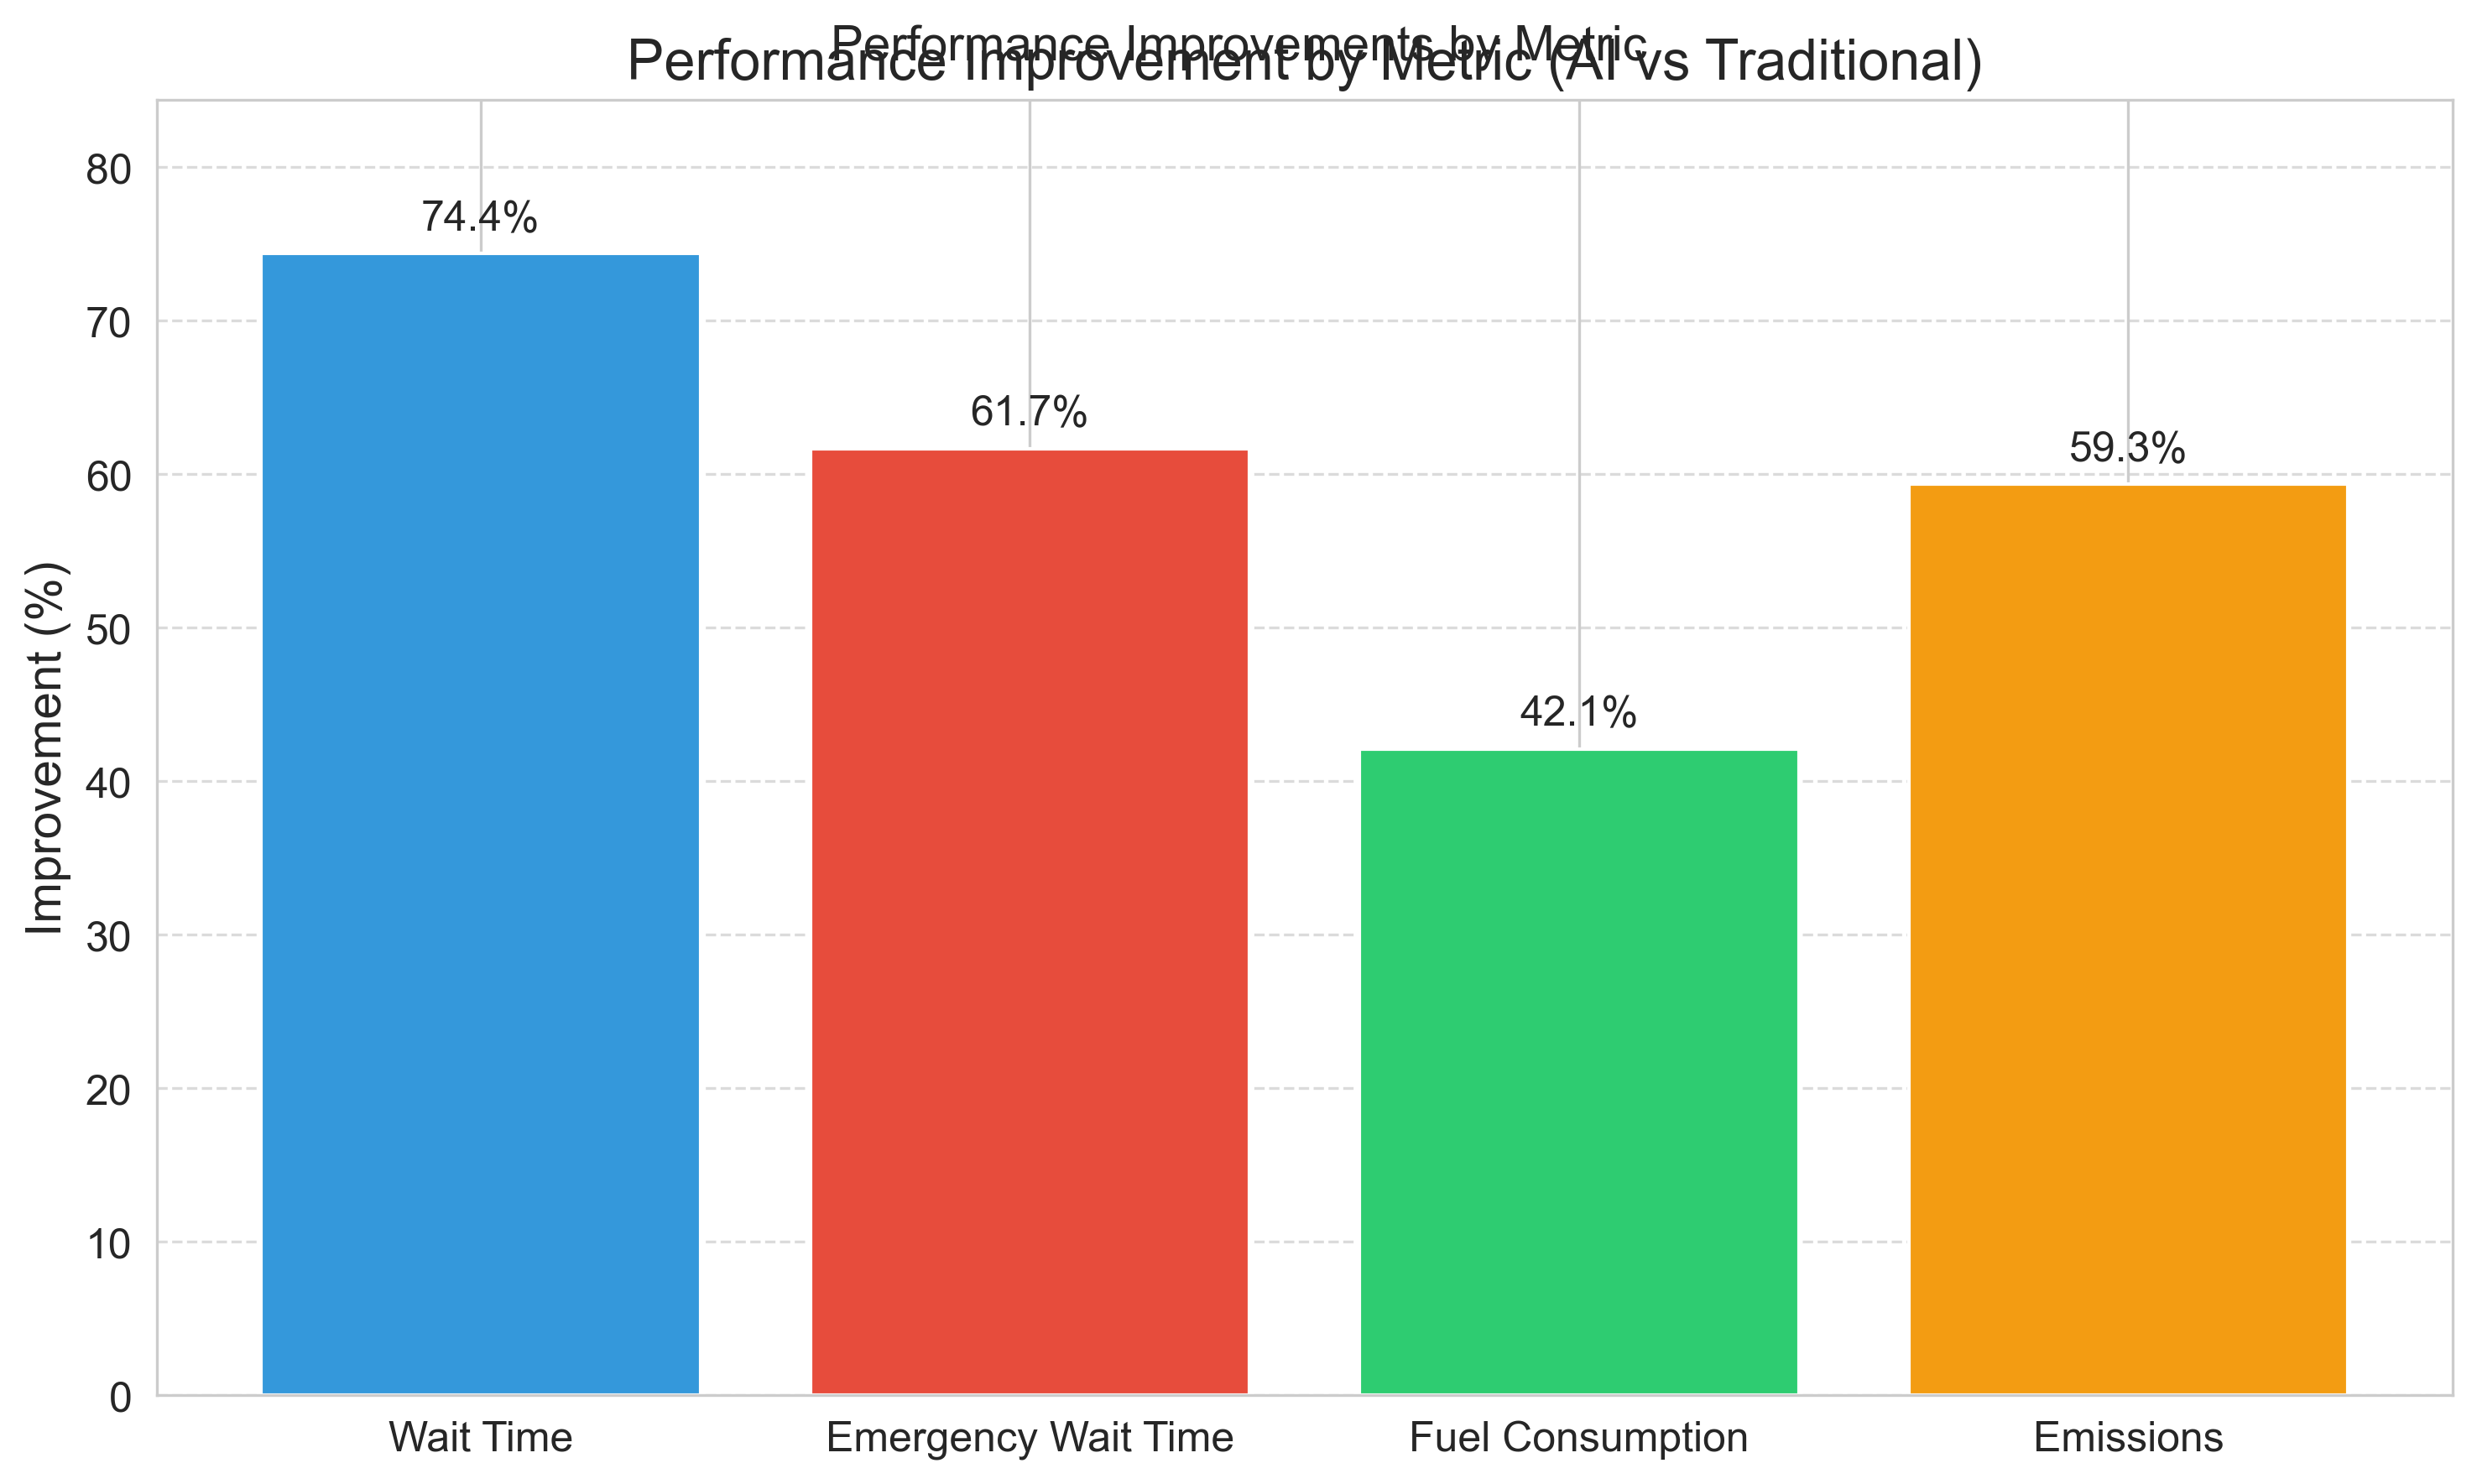 Performance Improvements by Metric
Performance Improvement by Metric (AI vs Traditional)
80
70
60
50
40
30
20
10
0
Improvement (%)
74.4%
61.7%
42.1%
59.3%
Wait Time
Emergency Wait Time
Fuel Consumption
Emissions